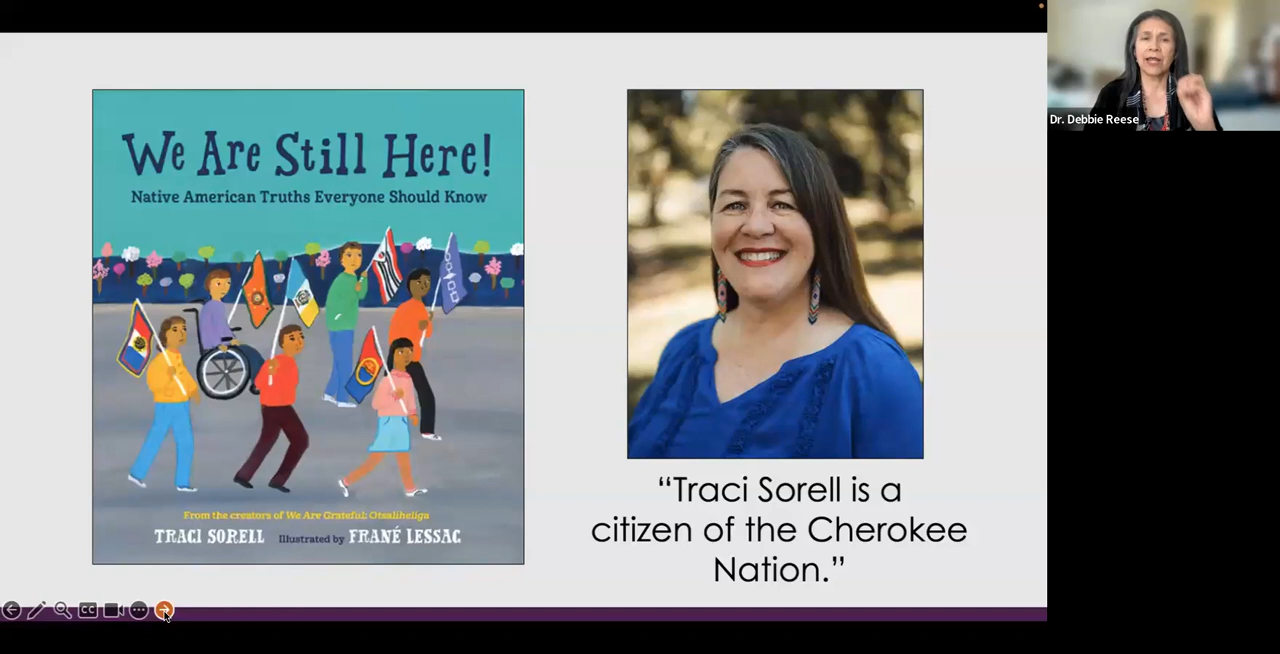 We Are Still Here!
Native American Truths Everyone Should Know
From the creators of We Are Grateful: Otsaliheliga
TRACI SORELL Illustrated by FRANÉ LESSAC
“Traci Sorell is a
citizen of the Cherokee
Nation.”
Dr. Debbie Reese
CC